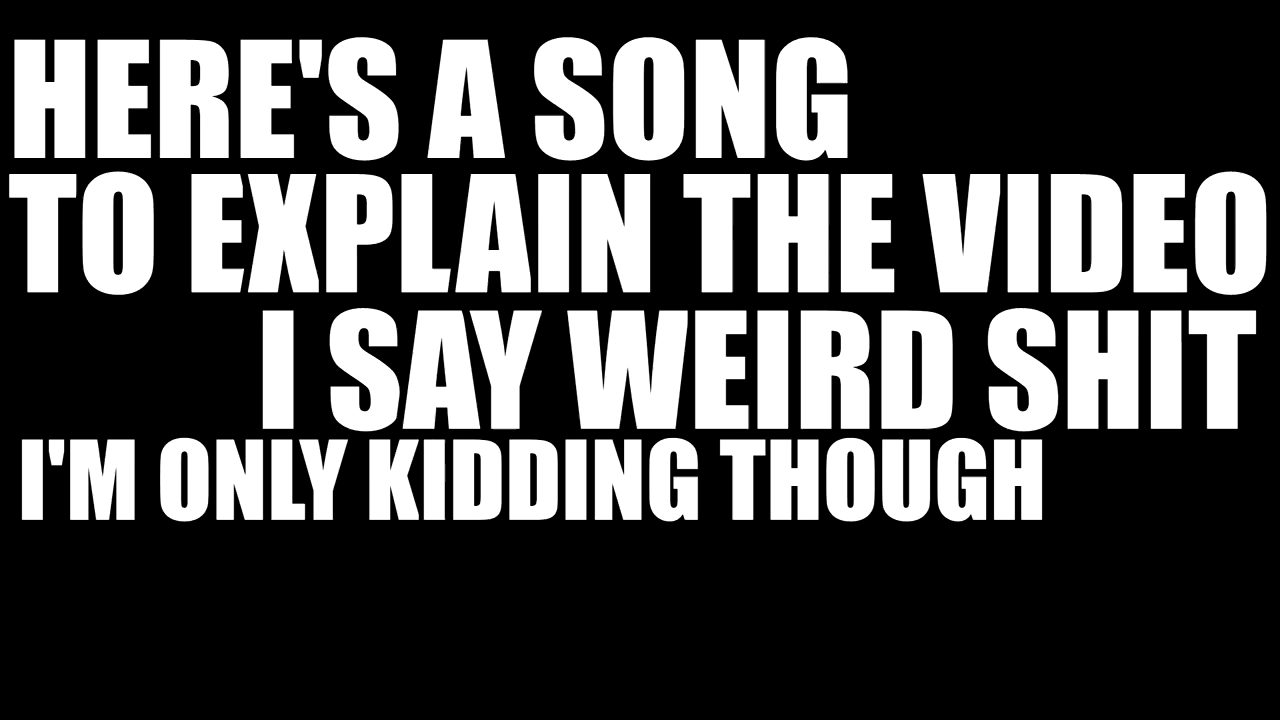 HERE'S A SONG
TO EXPLAIN THE VIDEO
I SAY WEIRD SHIT
I'M ONLY KIDDING THOUGH